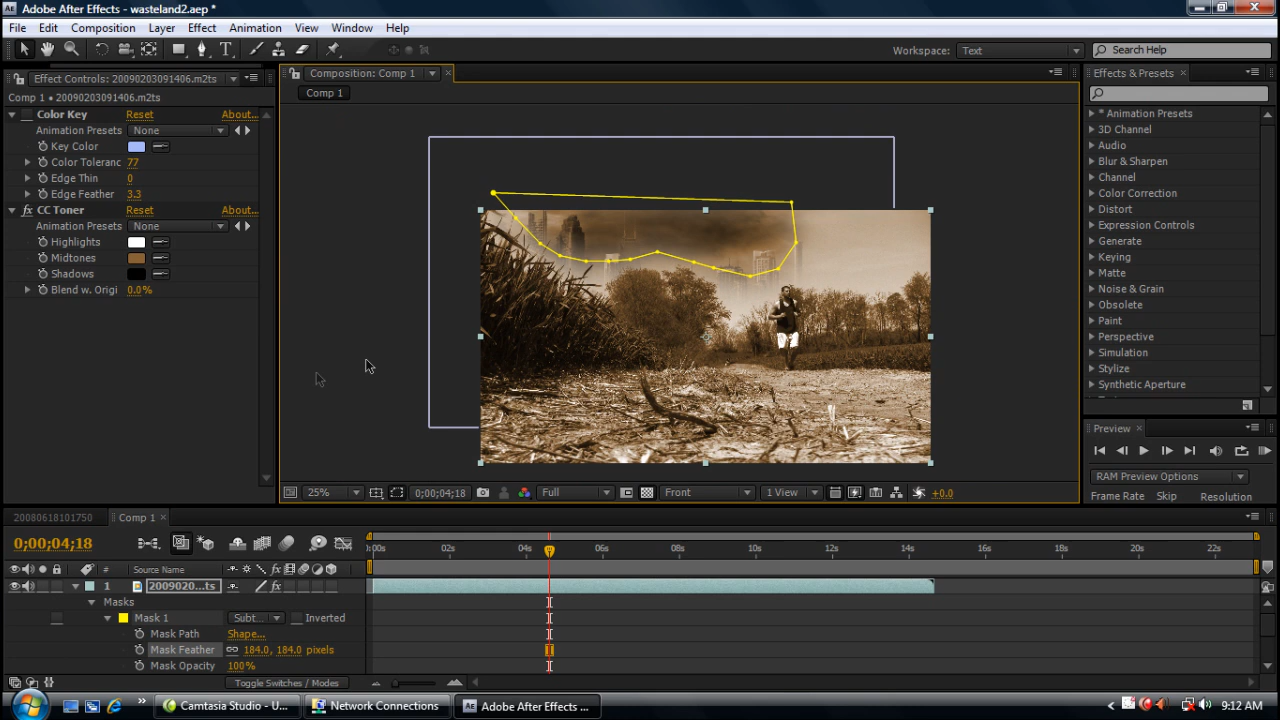 Adobe After Effects - wasteland2.aep *
File Edit Composition Layer Effect Animation View Window Help
Workspace: Text Search Help
Effect Controls: 20090203091406.m2ts
Comp 1 • 20090203091406.m2ts
Color Key Reset About...
Animation Presets None
Key Color
Color Toleranc 77
Edge Thin 0
Edge Feather 3.3
fx CC Toner Reset About...
Animation Presets None
Highlights
Midtones
Shadows
Blend w. Origi 0.0%
Composition: Comp 1
Comp 1
Effects & Presets
* Animation Presets
3D Channel
Audio
Blur & Sharpen
Channel
Color Correction
Distort
Expression Controls
Generate
Keying
Matte
Noise & Grain
Obsolete
Paint
Perspective
Simulation
Stylize
Synthetic Aperture
Preview
RAM Preview Options
Frame Rate Skip Resolution
25% 0;00;04;18 Full Front 1 View +0.0
20080618101750 Comp 1
0;00;04;18
:00s 02s 04s 06s 08s 10s 12s 14s 16s 18s 20s 22s
# Source Name
1 2009020...ts
Masks
Mask 1 Subt... Inverted
Mask Path Shape...
Mask Feather 184.0, 184.0 pixels
Mask Opacity 100%
Toggle Switches / Modes
Camtasia Studio - U... Network Connections Adobe After Effects ... 9:12 AM